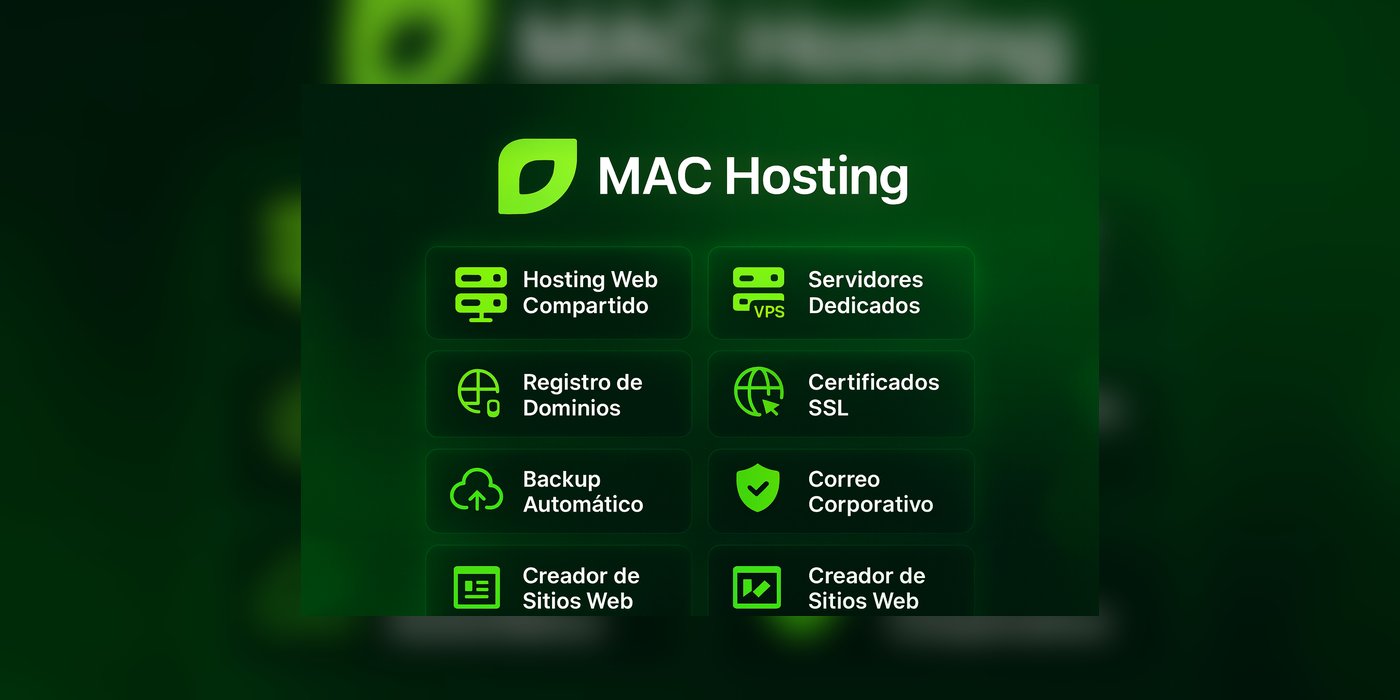 MAC Hosting
Hosting Web
Compartido
Servidores
Dedicados
VPS
Registro de
Dominios
Certificados
SSL
Backup
Automático
Correo
Corporativo
Creador de
Sitios Web
Creador de
Sitios Web